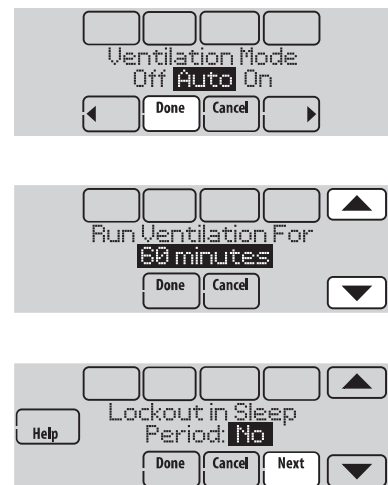 Ventilation Mode
Off Auto On
Done Cancel
Run Ventilation For
60 minutes
Done Cancel
Lockout in Sleep
Help
Period: No
Done Cancel Next